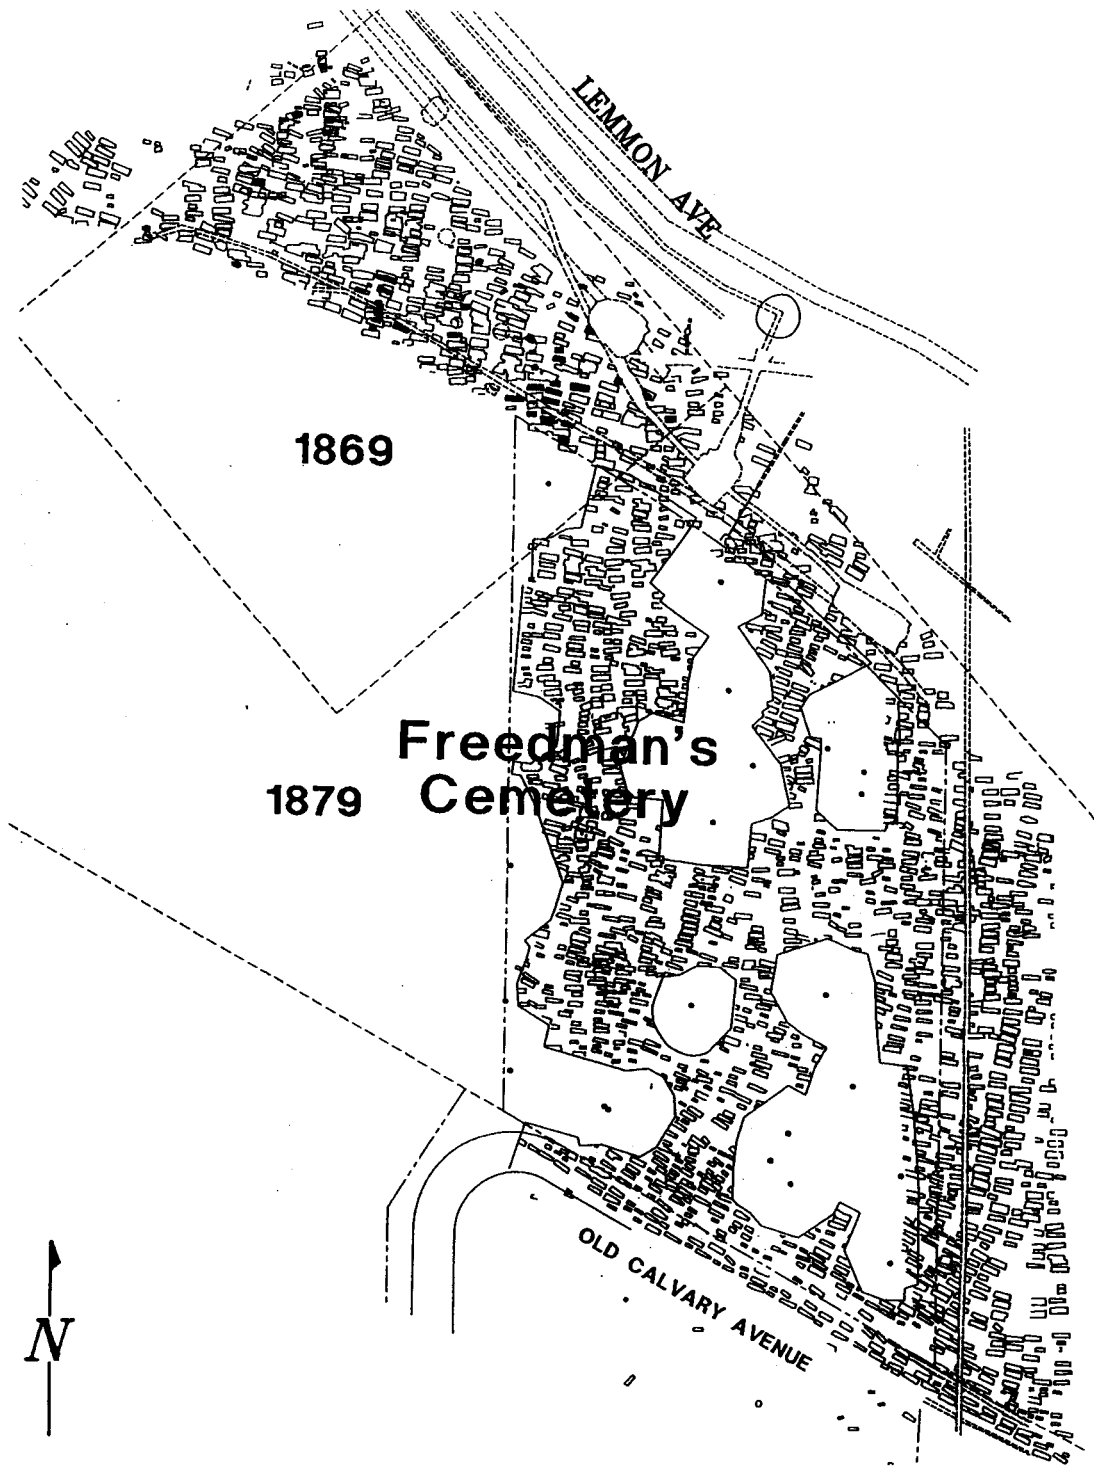 LEMMON AVE
1869
Freedman's
Cemetery
1879
OLD CALVARY AVENUE
N